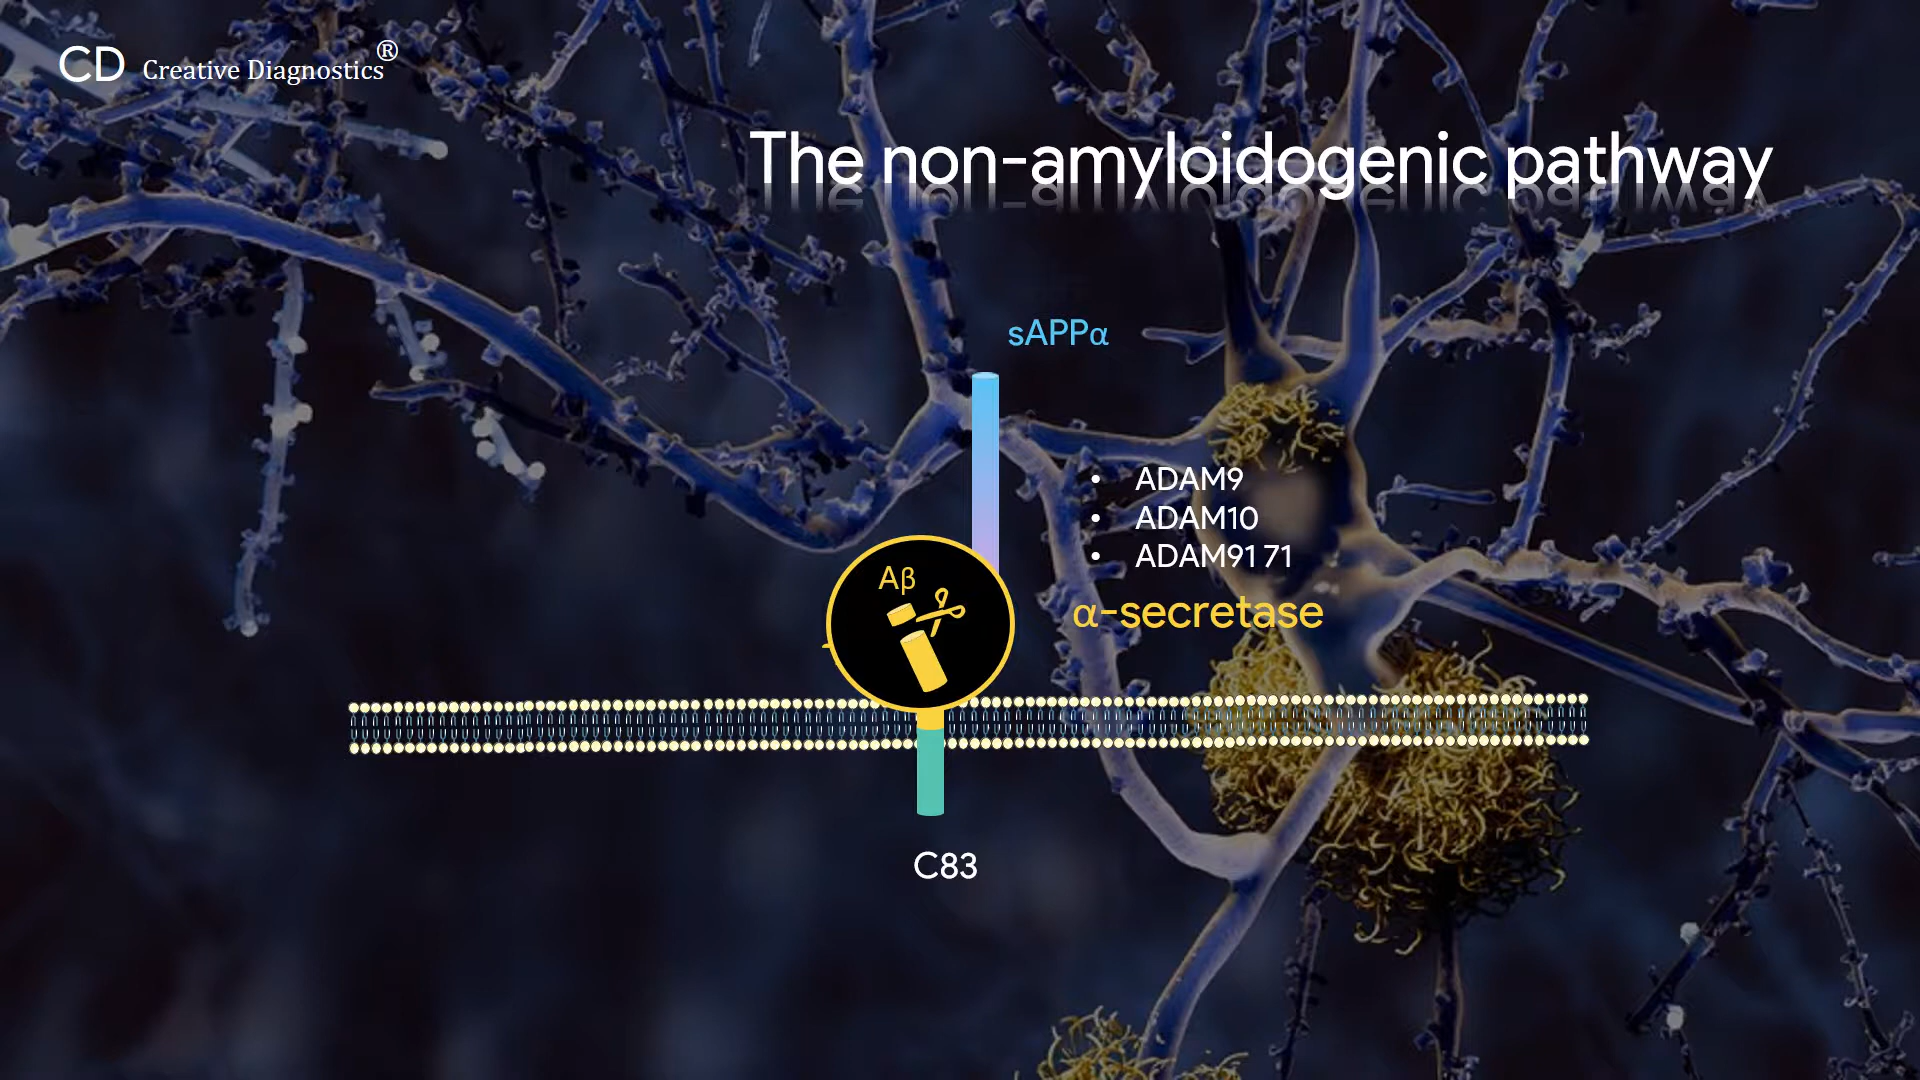 CD Creative Diagnostics®
The non-amyloidogenic pathway
sAPPα
• ADAM9
• ADAM10
• ADAM91 71
Aβ
α-secretase
C83